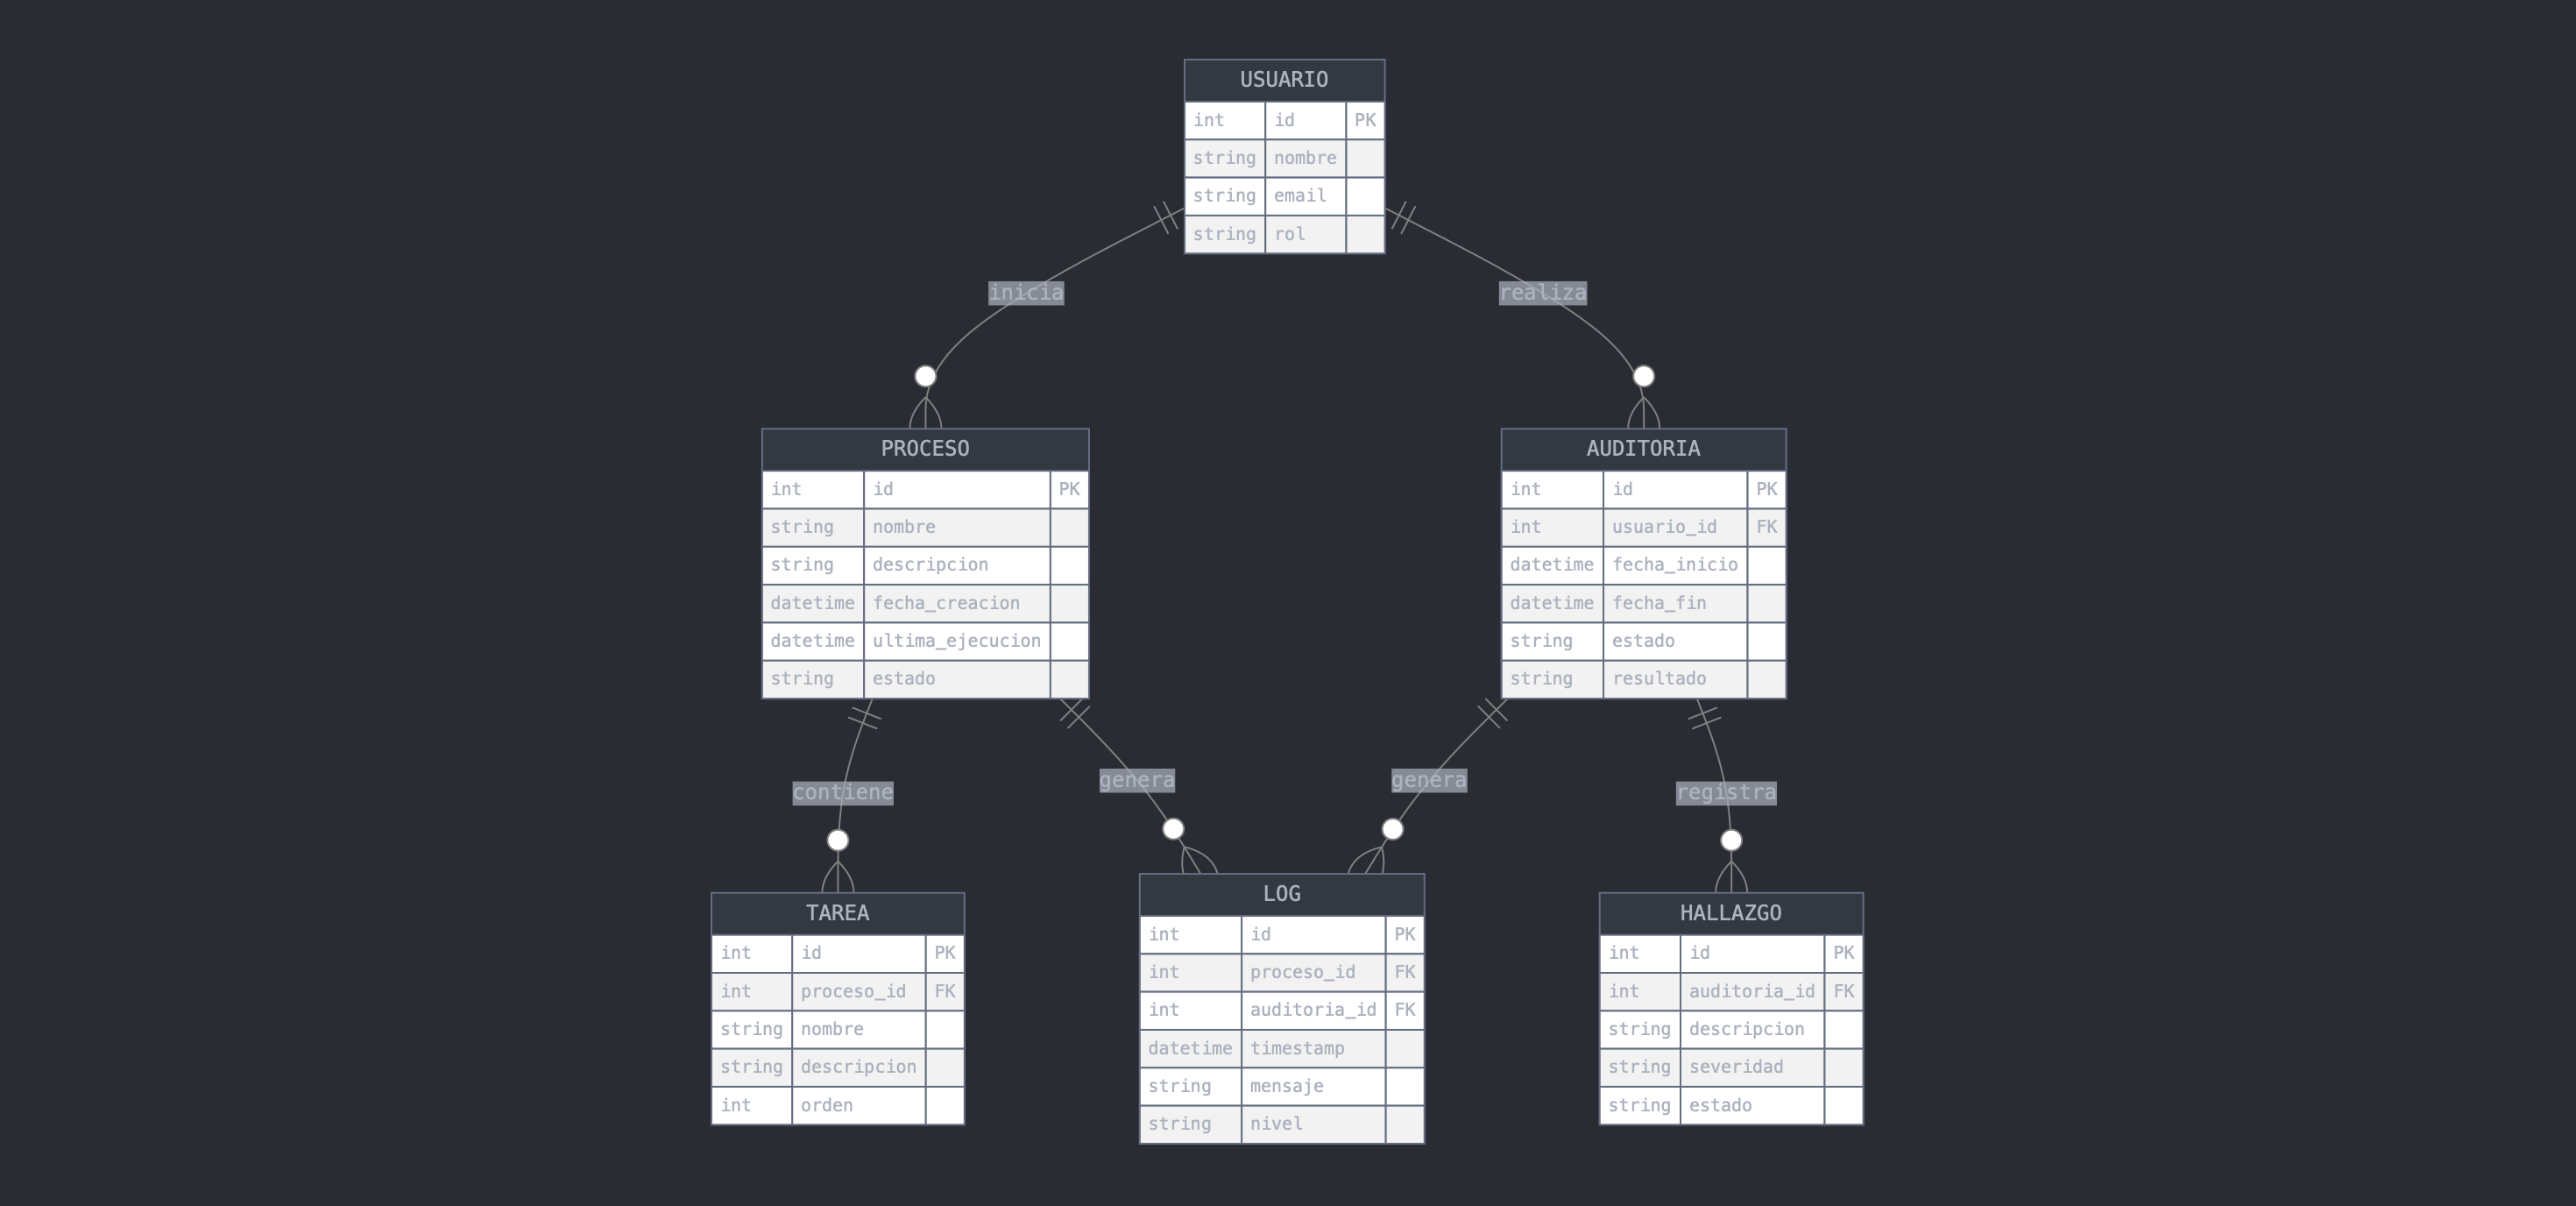 USUARIO
int id PK
string nombre
string email
string rol
inicia
realiza
PROCESO
int id PK
string nombre
string descripcion
datetime fecha_creacion
datetime ultima_ejecucion
string estado
AUDITORIA
int id PK
int usuario_id FK
datetime fecha_inicio
datetime fecha_fin
string estado
string resultado
contiene
genera
genera
registra
TAREA
int id PK
int proceso_id FK
string nombre
string descripcion
int orden
LOG
int id PK
int proceso_id FK
int auditoria_id FK
datetime timestamp
string mensaje
string nivel
HALLAZGO
int id PK
int auditoria_id FK
string descripcion
string severidad
string estado